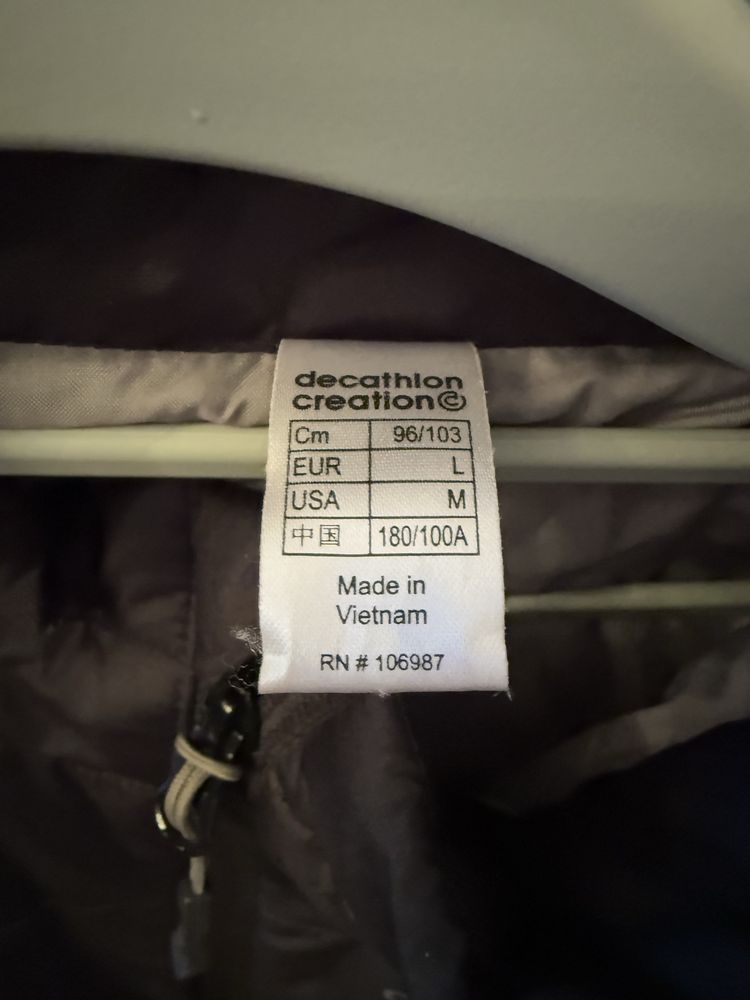 decathlon
creation
Cm 96/103
EUR L
USA M
中国 180/100A
Made in
Vietnam
RN # 106987